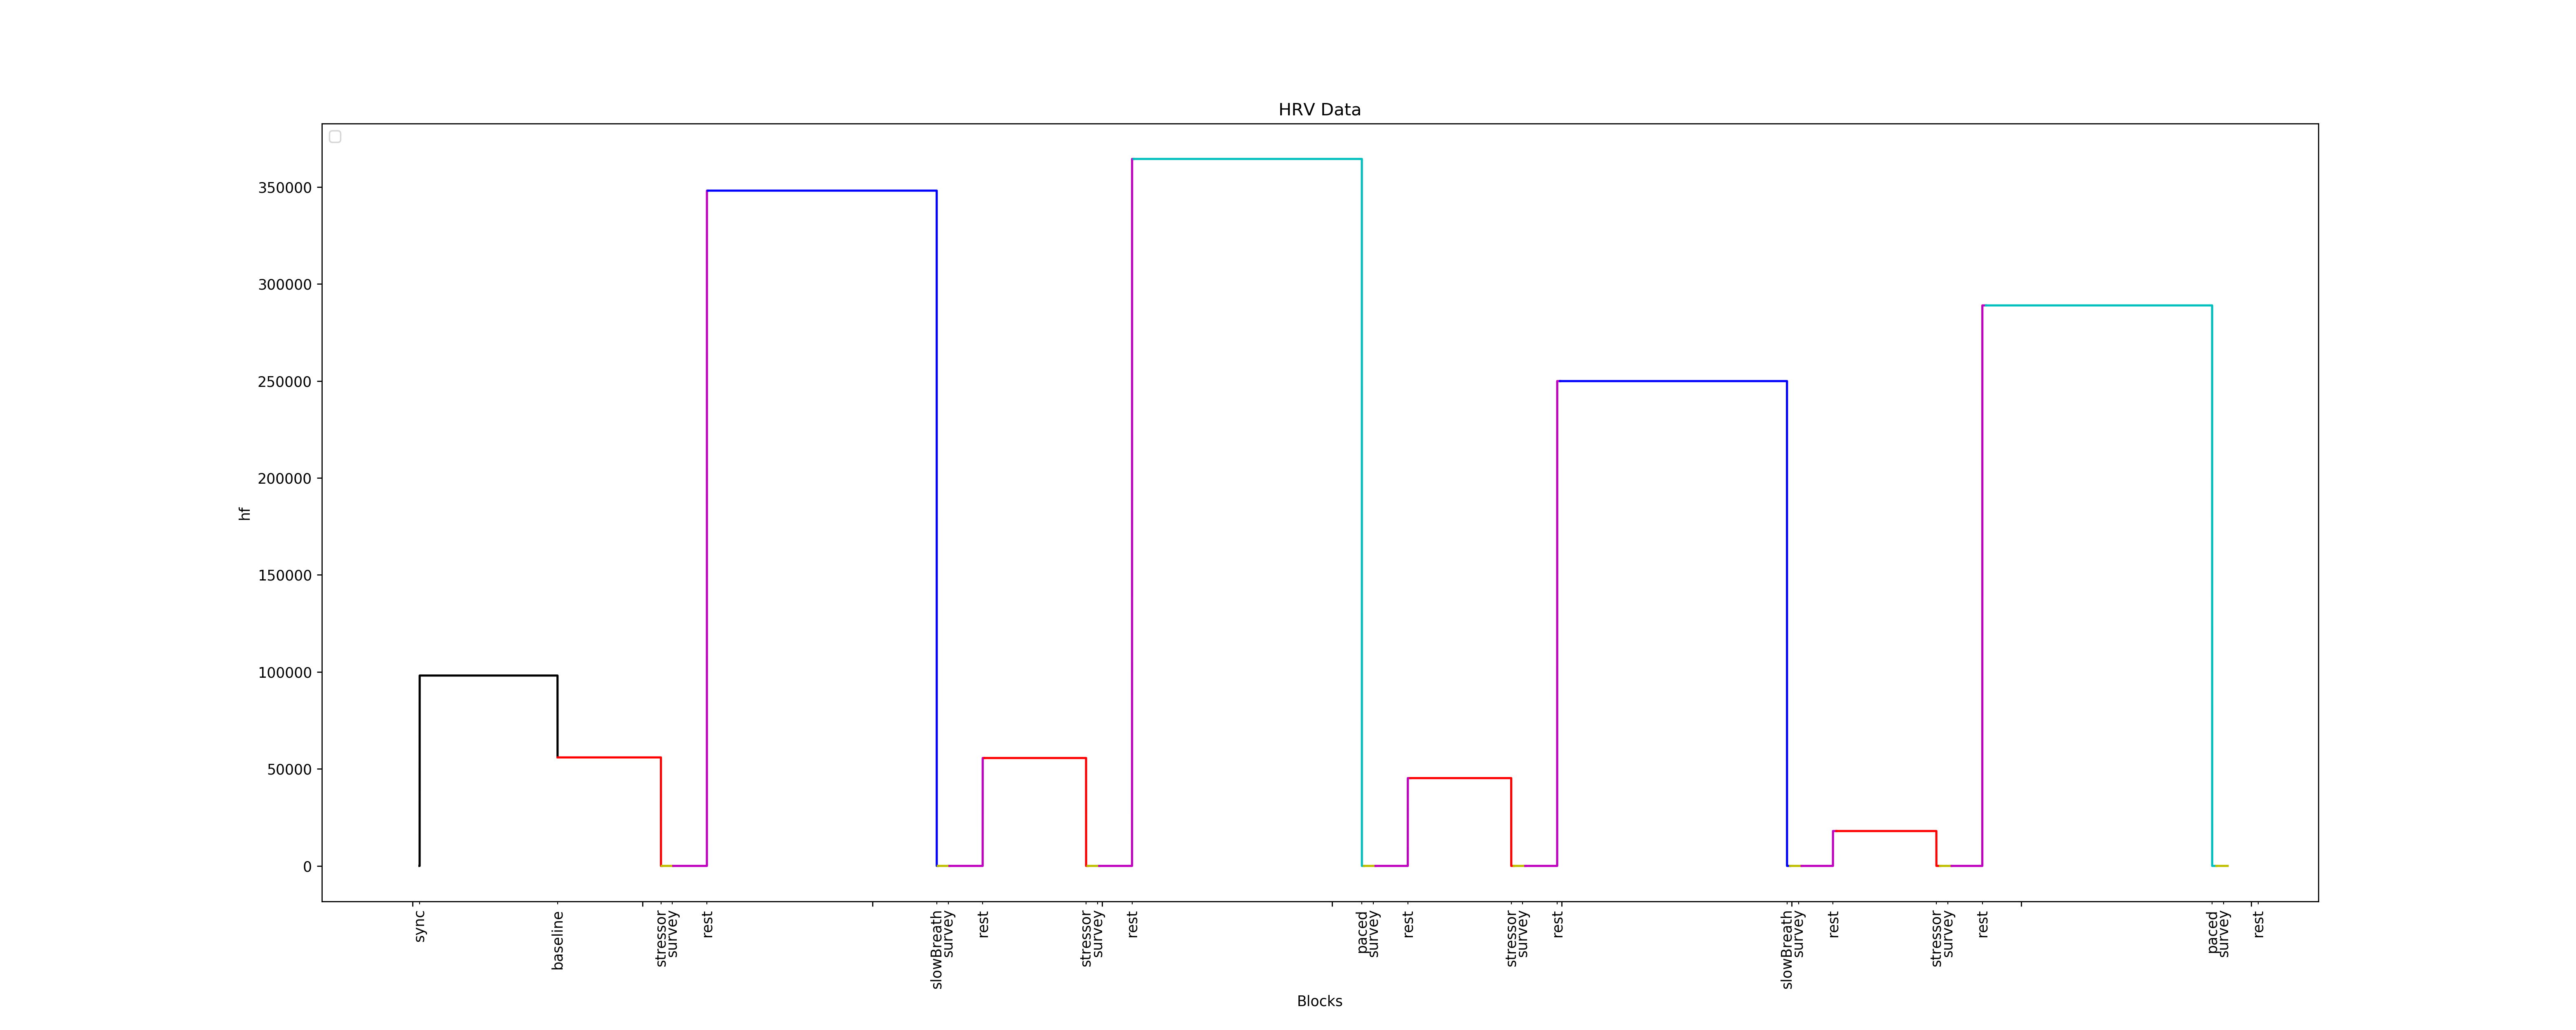 HRV Data
350000
300000
250000
200000
150000
100000
50000
0
hf
sync
baseline
stressor
survey
rest
slowBreath
survey
rest
stressor
survey
rest
paced
survey
rest
stressor
survey
rest
slowBreath
survey
rest
stressor
survey
rest
paced
survey
rest
Blocks